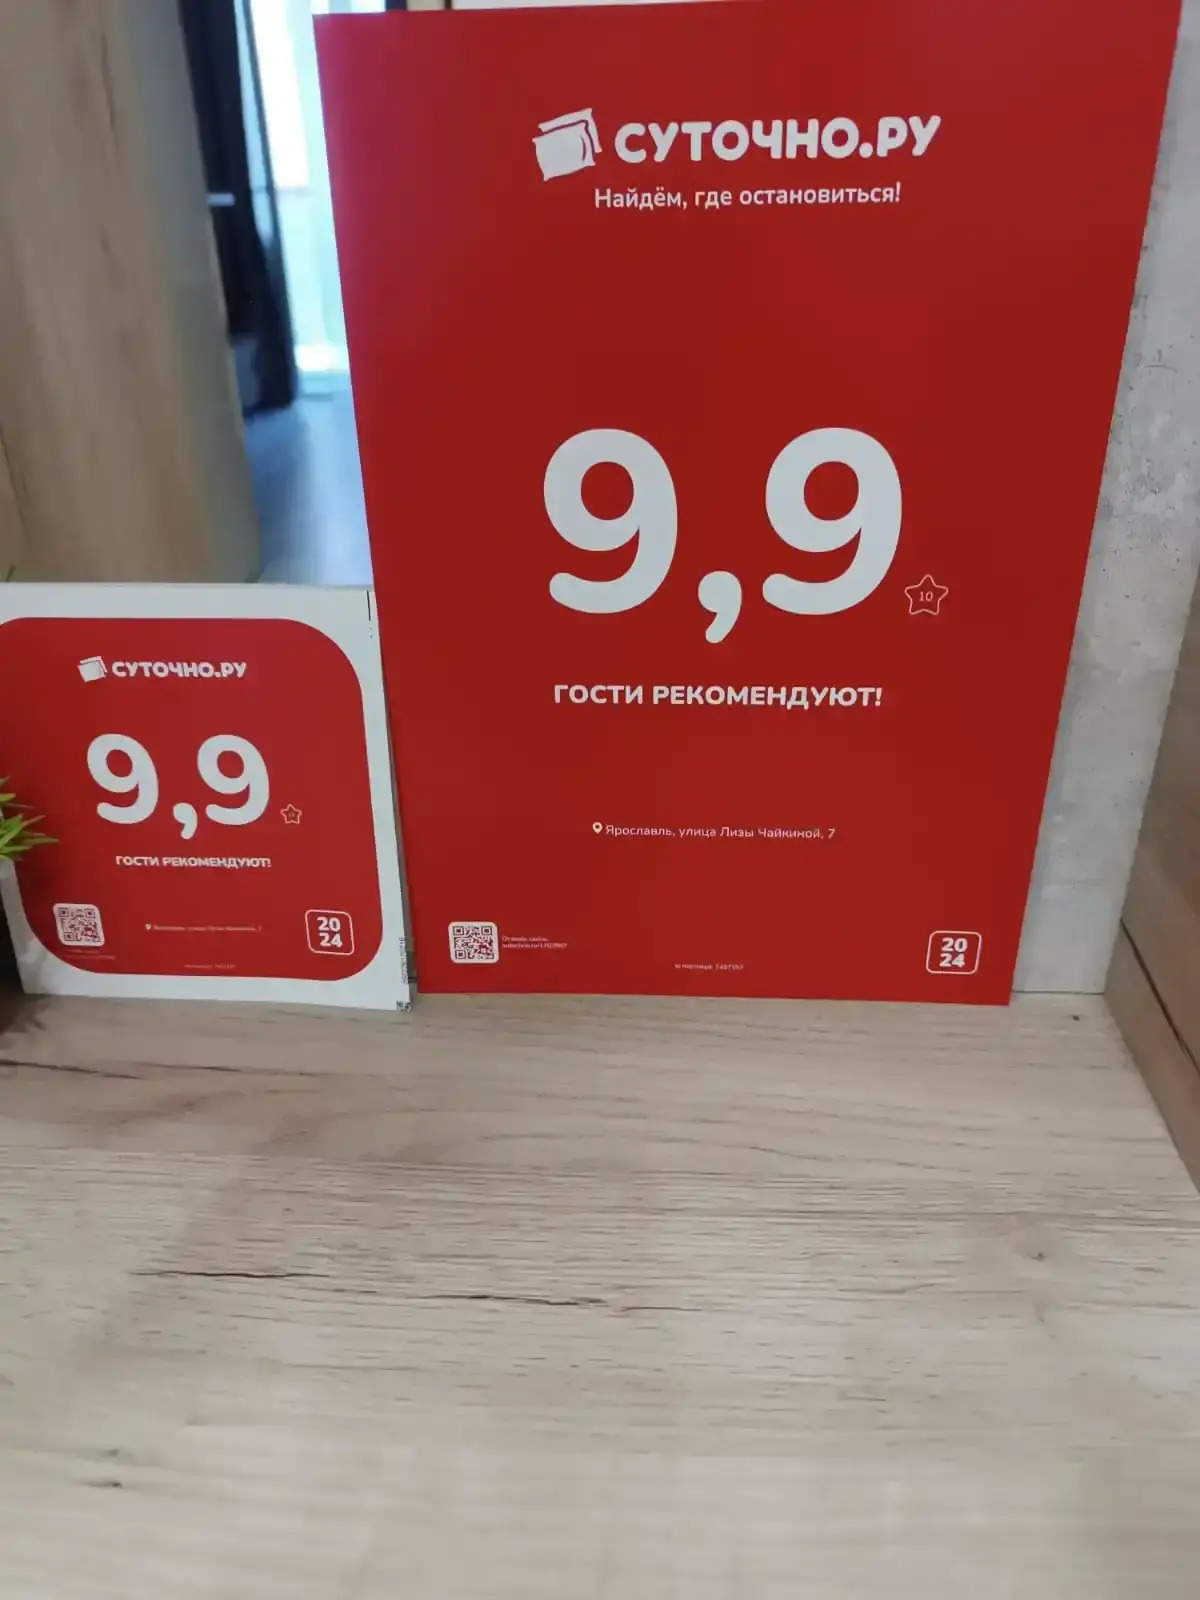 СУТОЧНО.РУ
Найдём, где остановиться!
9,9
10
ГОСТИ РЕКОМЕНДУЮТ!
Ярославль, улица Лизы Чайкиной, 7
20
24
СУТОЧНО.РУ
9,9
ГОСТИ РЕКОМЕНДУЮТ!
20
24